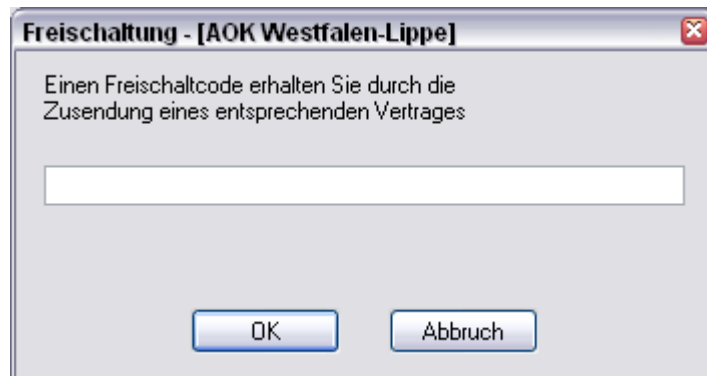 Freischaltung - [AOK Westfalen-Lippe]
Einen Freischaltcode erhalten Sie durch die
Zusendung eines entsprechenden Vertrages
OK
Abbruch